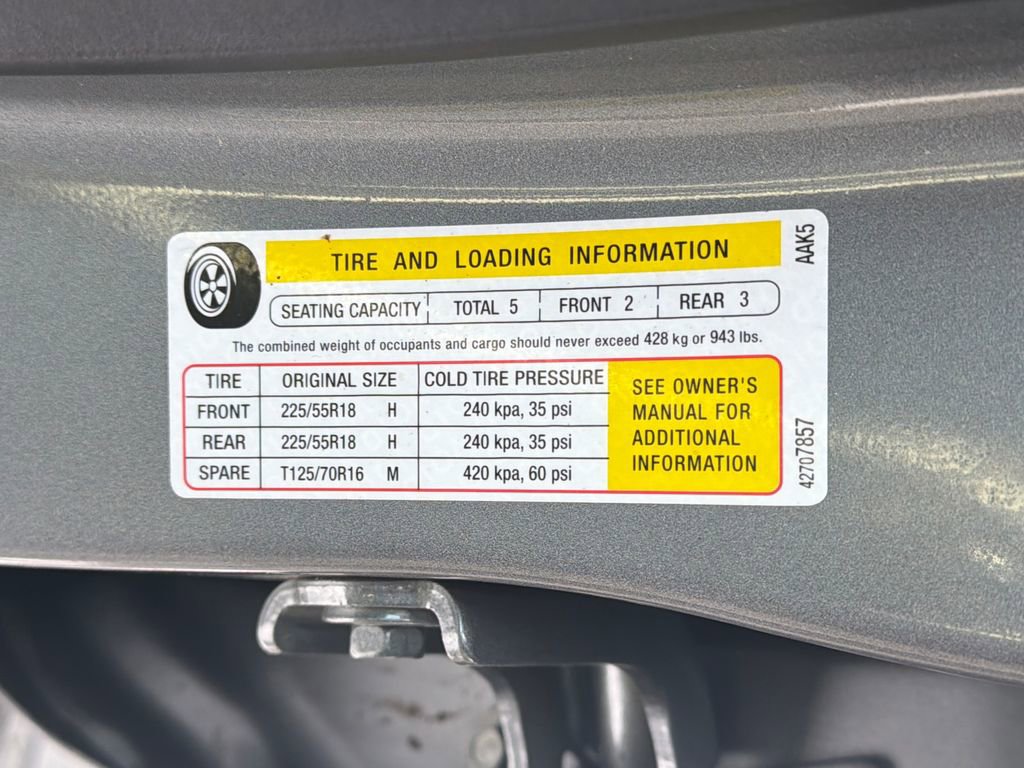 TIRE AND LOADING INFORMATION
AAK5
SEATING CAPACITY TOTAL 5 FRONT 2 REAR 3
The combined weight of occupants and cargo should never exceed 428 kg or 943 lbs.
TIRE ORIGINAL SIZE COLD TIRE PRESSURE
FRONT 225/55R18 H 240 kpa, 35 psi
REAR 225/55R18 H 240 kpa, 35 psi
SPARE T125/70R16 M 420 kpa, 60 psi
SEE OWNER'S
MANUAL FOR
ADDITIONAL
INFORMATION
42707857